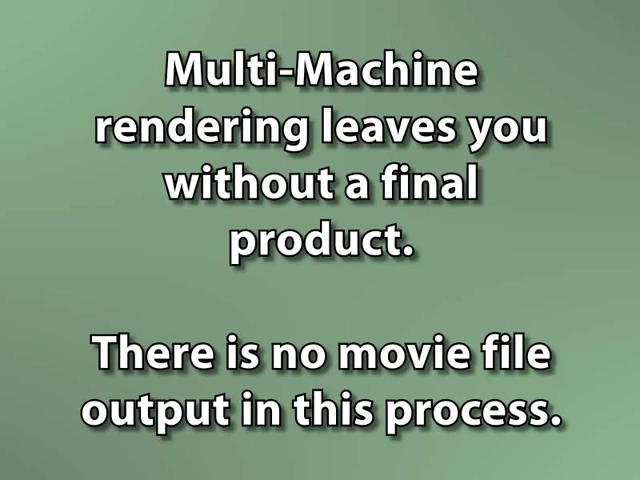 Multi-Machine
rendering leaves you
without a final
product.
There is no movie file
output in this process.